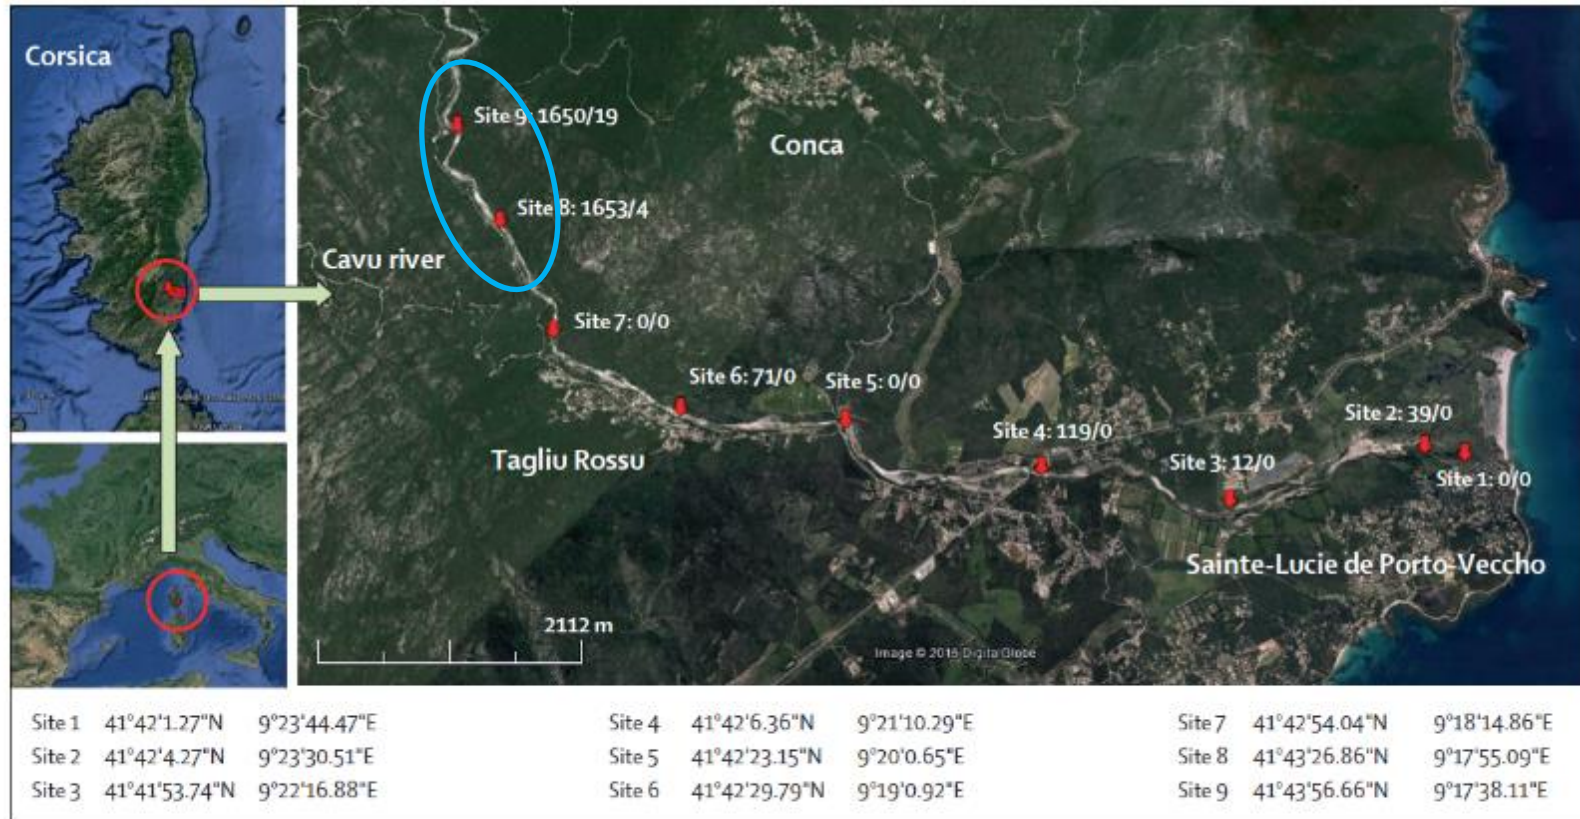 Corsica
Site 9: 1650/19
Conca
Site 8: 1653/4
Cavu river
Site 7: 0/0
Site 6: 71/0
Site 5: 0/0
Site 4: 119/0
Site 2: 39/0
Tagliu Rossu
Site 3: 12/0
Site 1: 0/0
Sainte-Lucie de Porto-Veccho
2112 m
Image © 2015 DigitalGlobe
Site 1 41°42'1.27"N 9°23'44.47"E
Site 2 41°42'4.27"N 9°23'30.51"E
Site 3 41°41'53.74"N 9°22'16.88"E
Site 4 41°42'6.36"N 9°21'10.29"E
Site 5 41°42'23.15"N 9°20'0.65"E
Site 6 41°42'29.79"N 9°19'0.92"E
Site 7 41°42'54.04"N 9°18'14.86"E
Site 8 41°43'26.86"N 9°17'55.09"E
Site 9 41°43'56.66"N 9°17'38.11"E